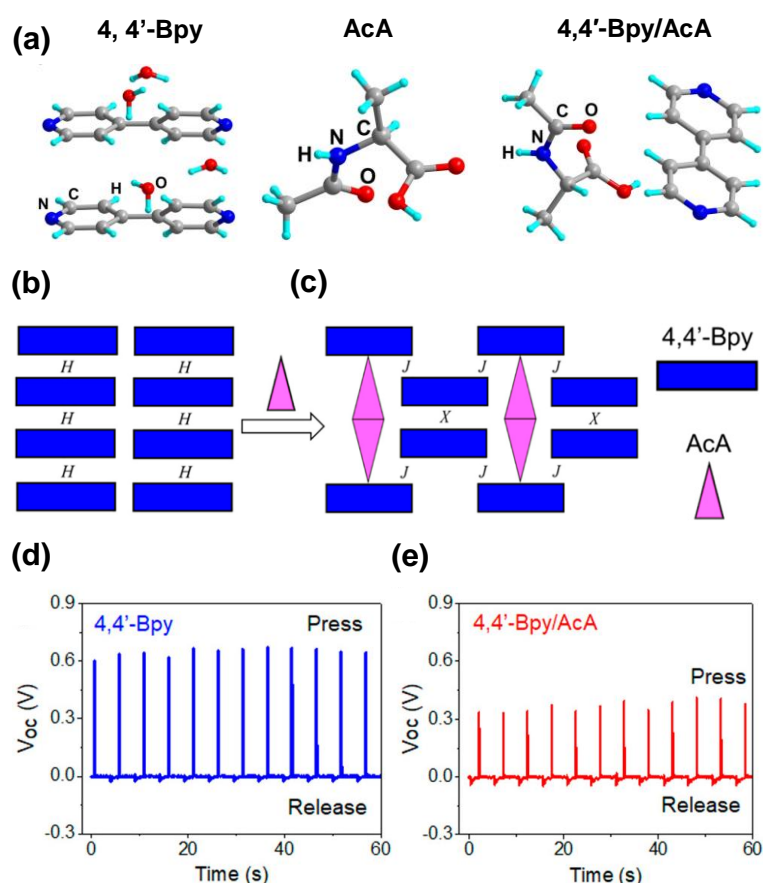 (a)
4, 4'-Bpy
AcA
4,4′-Bpy/AcA
N
C
H
O
H
N
C
O
C
O
N
H
(b)
(c)
H
H
H
H
H
H
J
J
J
X
X
J
J
J
4,4'-Bpy
AcA
(d)
(e)
0.9
0.6
0.3
0.0
-0.3
Voc (V)
4,4'-Bpy
Press
Release
0
20
40
60
Time (s)
0.9
0.6
0.3
0.0
-0.3
Voc (V)
4,4'-Bpy/AcA
Press
Release
0
20
40
60
Time (s)